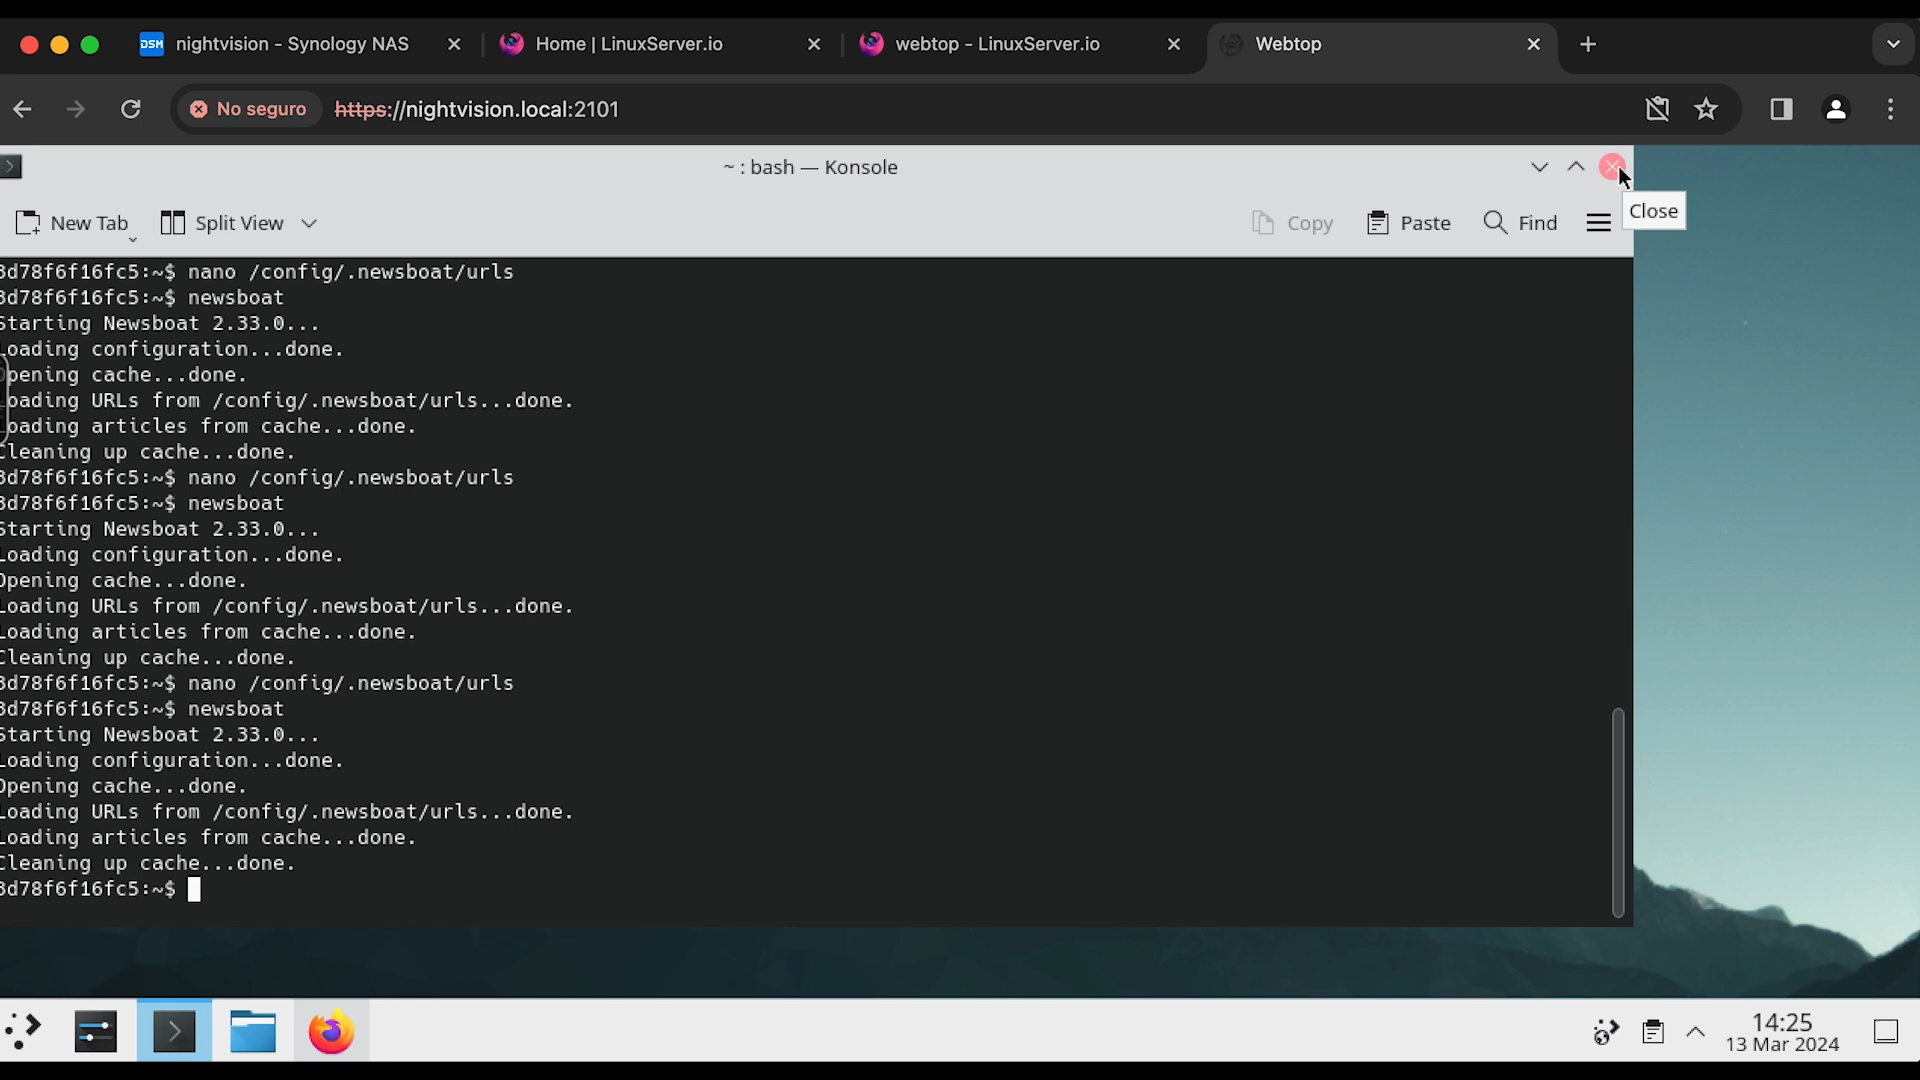 DSM nightvision - Synology NAS
Home | LinuxServer.io
webtop - LinuxServer.io
Webtop
No seguro https://nightvision.local:2101
~ : bash — Konsole
New Tab Split View Copy Paste Find
Close
3d78f6f16fc5:~$ nano /config/.newsboat/urls
3d78f6f16fc5:~$ newsboat
Starting Newsboat 2.33.0...
Loading configuration...done.
Opening cache...done.
Loading URLs from /config/.newsboat/urls...done.
Loading articles from cache...done.
Cleaning up cache...done.
3d78f6f16fc5:~$ nano /config/.newsboat/urls
3d78f6f16fc5:~$ newsboat
Starting Newsboat 2.33.0...
Loading configuration...done.
Opening cache...done.
Loading URLs from /config/.newsboat/urls...done.
Loading articles from cache...done.
Cleaning up cache...done.
3d78f6f16fc5:~$ nano /config/.newsboat/urls
3d78f6f16fc5:~$ newsboat
Starting Newsboat 2.33.0...
Loading configuration...done.
Opening cache...done.
Loading URLs from /config/.newsboat/urls...done.
Loading articles from cache...done.
Cleaning up cache...done.
3d78f6f16fc5:~$
14:25
13 Mar 2024